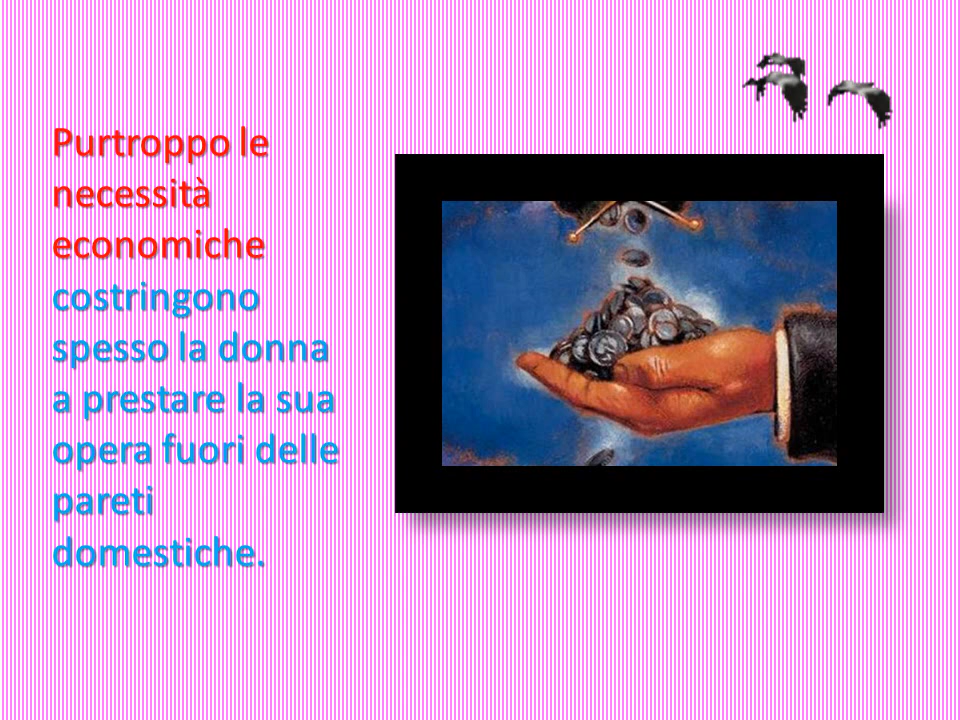 Purtroppo le
necessità
economiche
costringono
spesso la donna
a prestare la sua
opera fuori delle
pareti
domestiche.